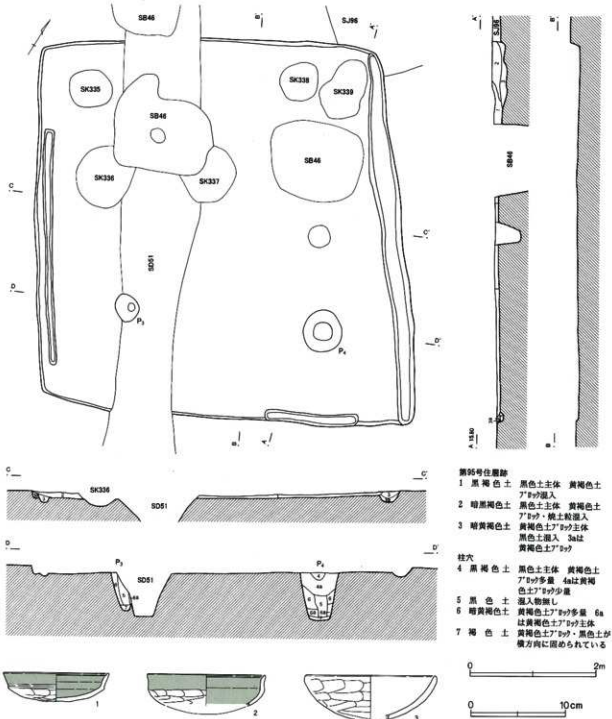 SB46
SJ96
A'
B'
SK335
SK338
SK339
SB46
SB46
SK336
SK337
C
C'
SD51
D
D'
P3
P4
B
A
A'
B'
SJ96
2
SB46
A 15.80
B
C
SK336
SD51
C'
D
P3
SD51
P4
D'
第95号住居跡
1 黒褐色土 黒色土主体 黄褐色土
ブロック混入
2 暗黒褐色土 黒色土主体 黄褐色土
ブロック・焼土粒混入
3 暗黄褐色土 黄褐色土ブロック主体
黒色土混入 3aは
黄褐色土ブロック
柱穴
4 黒褐色土 黒色土主体 黄褐色土
ブロック多量 4aは黄褐
色土ブロック少量
5 黒色土 混入物無し
6 暗黄褐色土 黄褐色土ブロック多量 6a
は黄褐色土ブロック主体
7 褐色土 黄褐色土ブロック・黒色土が
横方向に固められている
0 2m
0 10cm
1
2
3